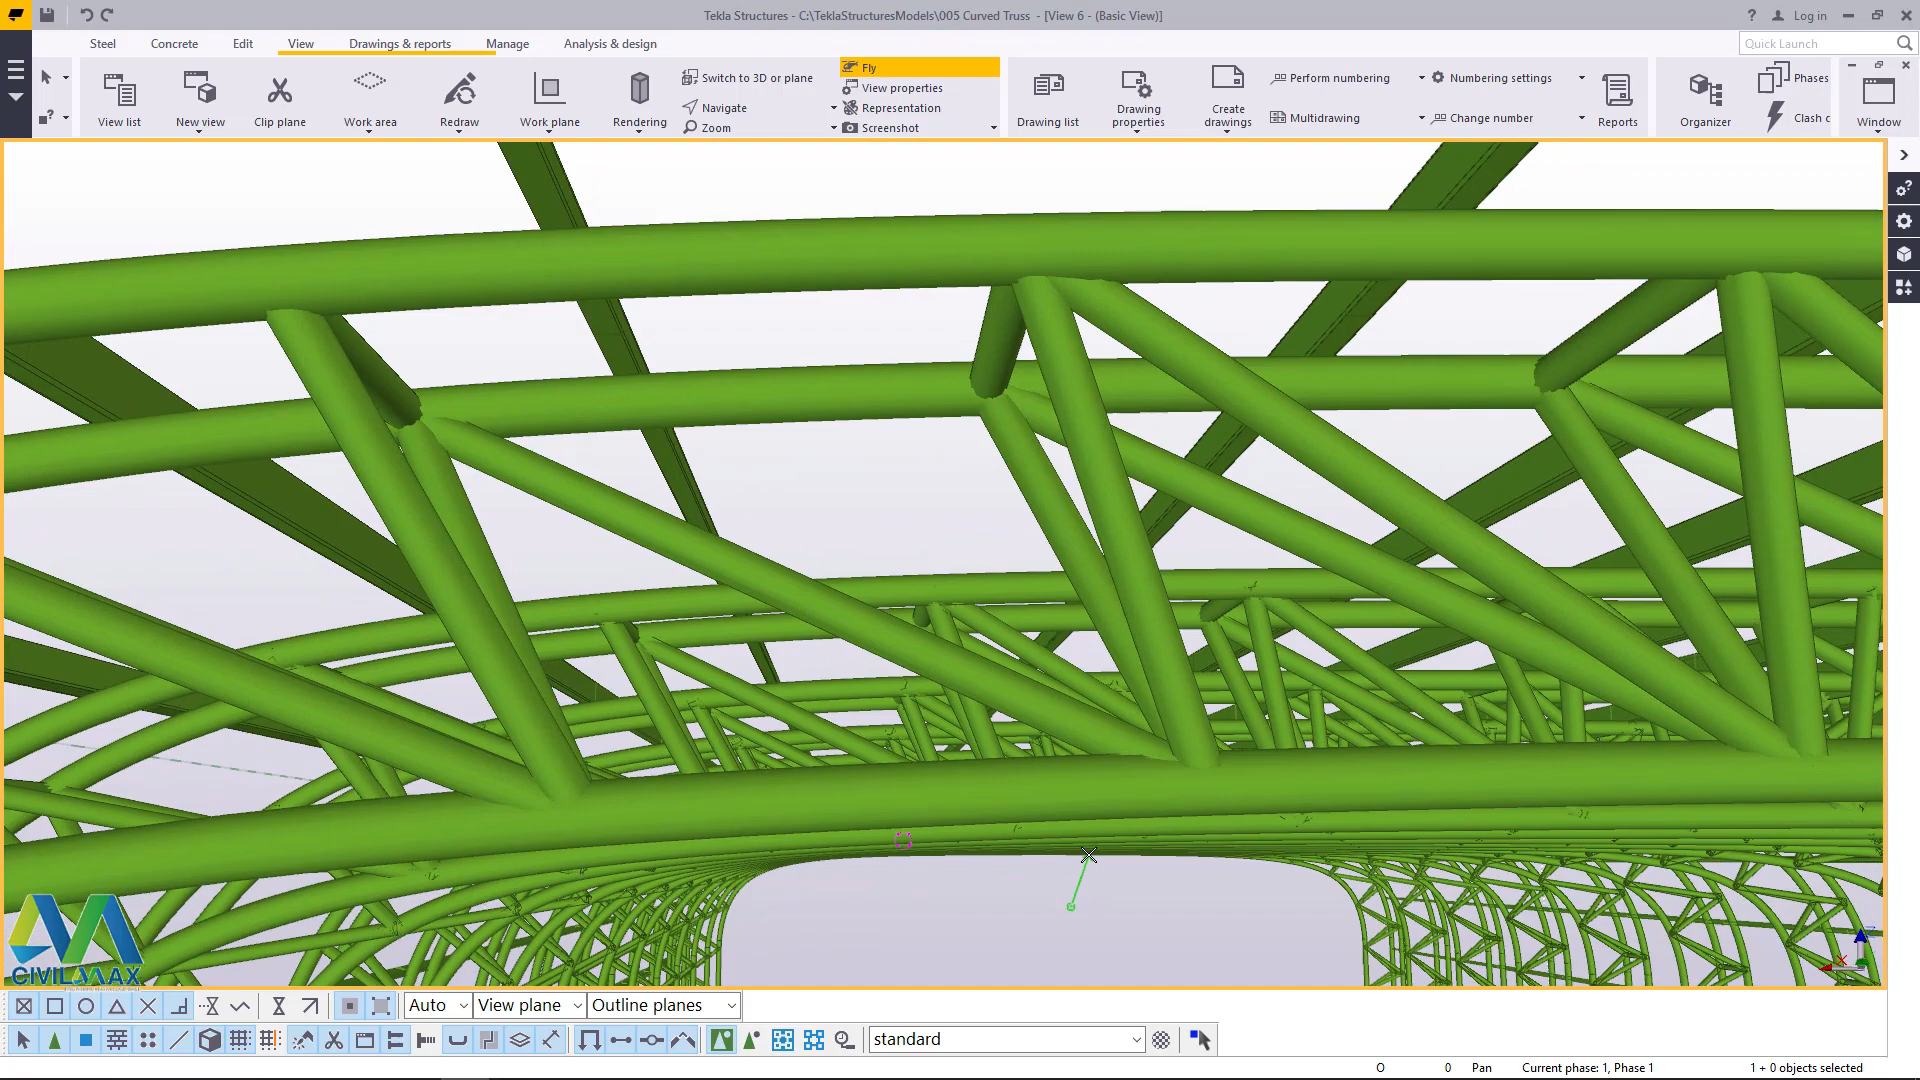 Tekla Structures - C:\TeklaStructuresModels\005 Curved Truss - [View 6 - (Basic View)]
? Log in
Steel Concrete Edit View Drawings & reports Manage Analysis & design
Quick Launch
View list
New view
Clip plane
Work area
Redraw
Work plane
Rendering
Switch to 3D or plane
Navigate
Zoom
Fly
View properties
Representation
Screenshot
Drawing list
Drawing properties
Create drawings
Perform numbering
Multidrawing
Numbering settings
Change number
Reports
Organizer
Phases
Clash c
Window
CIVILMAX
Auto View plane Outline planes
standard
O 0 Pan Current phase: 1, Phase 1 1 + 0 objects selected